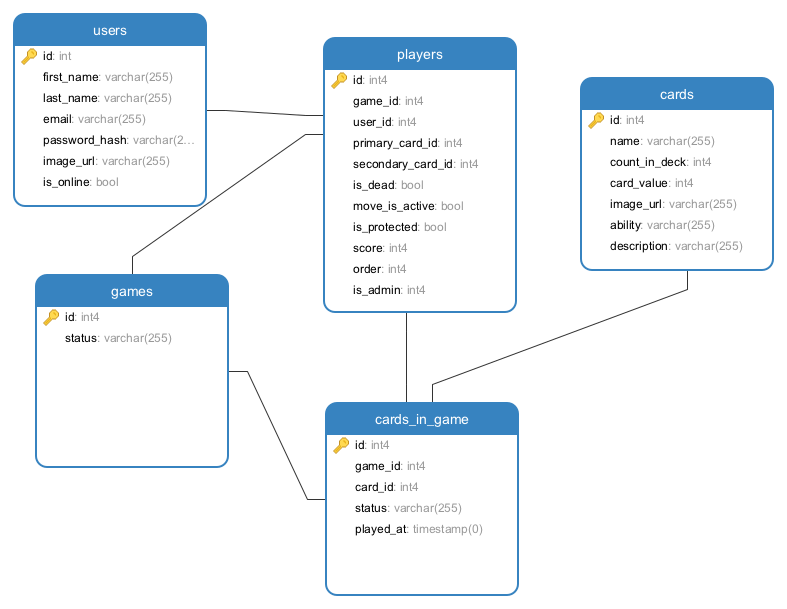 users
id: int
first_name: varchar(255)
last_name: varchar(255)
email: varchar(255)
password_hash: varchar(2...
image_url: varchar(255)
is_online: bool
players
id: int4
game_id: int4
user_id: int4
primary_card_id: int4
secondary_card_id: int4
is_dead: bool
move_is_active: bool
is_protected: bool
score: int4
order: int4
is_admin: int4
cards
id: int4
name: varchar(255)
count_in_deck: int4
card_value: int4
image_url: varchar(255)
ability: varchar(255)
description: varchar(255)
games
id: int4
status: varchar(255)
cards_in_game
id: int4
game_id: int4
card_id: int4
status: varchar(255)
played_at: timestamp(0)